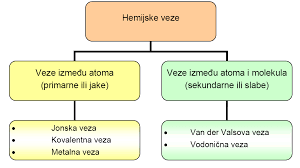 Hemijske veze
Veze između atoma
(primarne ili jake)
Veze između atoma i molekula
(sekundarne ili slabe)
• Jonska veza
• Kovalentna veza
• Metalna veza
• Van der Valsova veza
• Vodonična veza